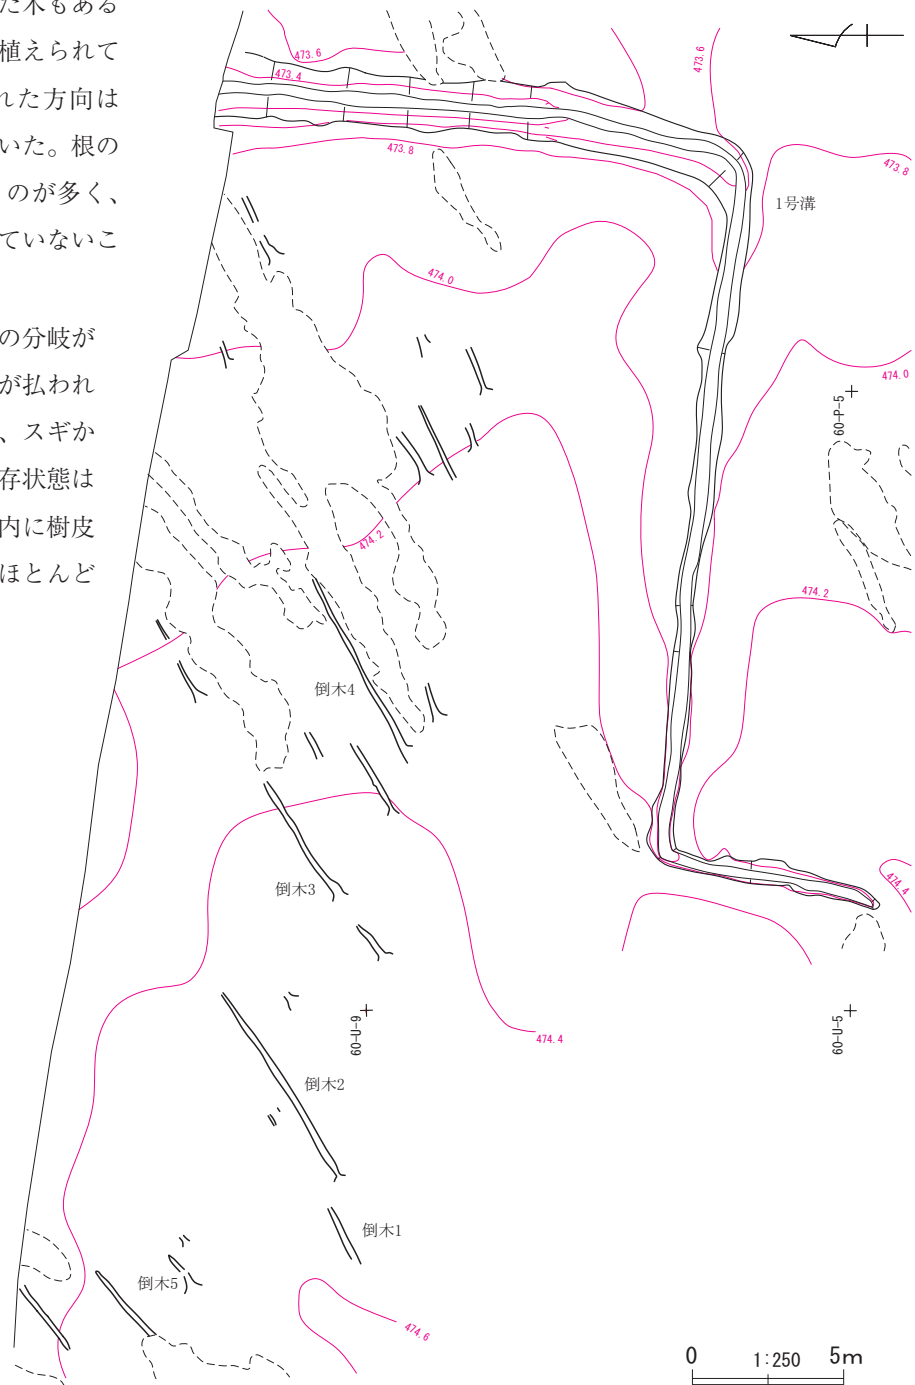 た木もある
植えられて
れた方向は
いた。根の
のが多く、
ていないこ
の分岐が
が払われ
、スギか
存状態は
内に樹皮
ほとんど
473.6
473.4
473.6
473.8
473.8
1号溝
474.0
474.0
60-P-5
474.2
474.2
倒木4
倒木3
474.4
60-U-9
474.4
60-U-5
倒木2
倒木1
倒木5
474.6
0 1:250 5m